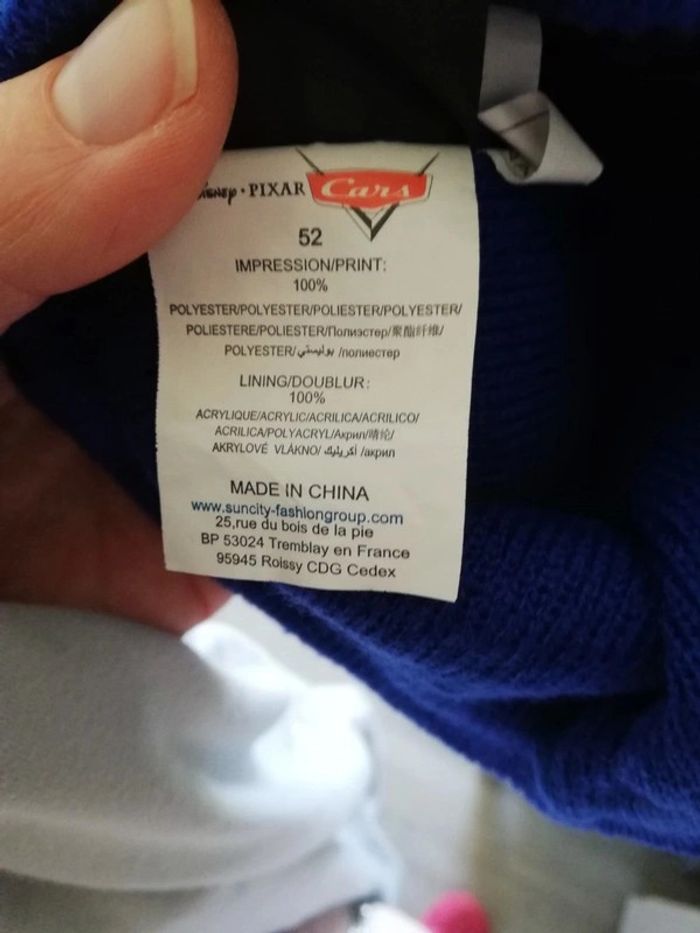 DISNEY • PIXAR Cars
52
IMPRESSION/PRINT:
100%
POLYESTER/POLYESTER/POLIESTER/POLYESTER/
POLIESTERE/POLIESTER/Полиэстер/聚酯纤维/
POLYESTER/بوليستي /полиестер
LINING/DOUBLUR:
100%
ACRYLIQUE/ACRYLIC/ACRILICA/ACRILICO/
ACRILICA/POLYACRYL/Акрил/腈纶/
AKRYLOVÉ VLÁKNO/ أكريليك /акрил
MADE IN CHINA
www.suncity-fashiongroup.com
25,rue du bois de la pie
BP 53024 Tremblay en France
95945 Roissy CDG Cedex